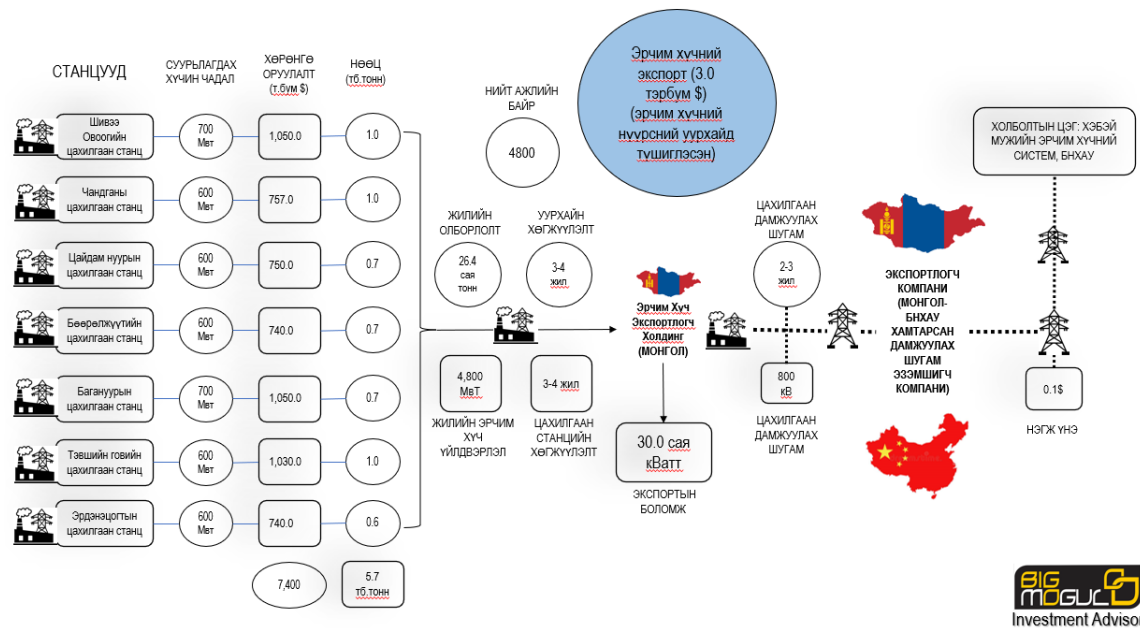 СТАНЦУУД
СУУРЬЛАГДАХ
ХҮЧИН ЧАДАЛ
ХӨРӨНГӨ
ОРУУЛАЛТ
(т.бум $)
НӨӨЦ
(тб.тонн)
Шивээ
Овоогийн
цахилгаан станц
700
Мвт
1,050.0
1.0
Чандганы
цахилгаан станц
600
Мвт
757.0
1.0
Цайдам нуурын
цахилгаан станц
600
Мвт
750.0
0.7
Бөөрөлжүүтийн
цахилгаан станц
600
Мвт
740.0
0.7
Багануурын
цахилгаан станц
700
Мвт
1,050.0
0.7
Тэвшийн говийн
цахилгаан станц
600
Мвт
1,030.0
1.0
Эрдэнэцогтын
цахилгаан станц
600
Мвт
740.0
0.6
7,400
5.7
тб.тонн
НИЙТ АЖЛИЙН
БАЙР
4800
Эрчим хүчний
экспорт (3.0
тэрбум $)
(эрчим хүчний
нүүрсний уурхайд
түшиглэсэн)
ЖИЛИЙН
ОЛБОРЛОЛТ
26.4
сая
тонн
УУРХАЙН
ХӨГЖҮҮЛЭЛТ
3-4
жил
4,800
МвТ
ЖИЛИЙН ЭРЧИМ
ХҮЧ
ҮЙЛДВЭРЛЭЛ
3-4 жил
ЦАХИЛГААН
СТАНЦИЙН
ХӨГЖҮҮЛЭЛТ
Эрчим Хүч
Экспортлогч
Холдинг
(МОНГОЛ)
30.0 сая
кВатт
ЭКСПОРТЫН
БОЛОМЖ
ЦАХИЛГААН
ДАМЖУУЛАХ
ШУГАМ
2-3
жил
800
кВ
ЦАХИЛГААН
ДАМЖУУЛАХ
ШУГАМ
ЭКСПОРТЛОГЧ
КОМПАНИ
(МОНГОЛ-
БНХАУ
ХАМТАРСАН
ДАМЖУУЛАХ
ШУГАМ
ЭЗЭМШИГЧ
КОМПАНИ)
ХОЛБОЛТЫН ЦЭГ: ХЭБЭЙ
МУЖИЙН ЭРЧИМ ХҮЧНИЙ
СИСТЕМ, БНХАУ
0.1$
НЭГЖ ҮНЭ
BIG
MOGUL
Investment Advisor